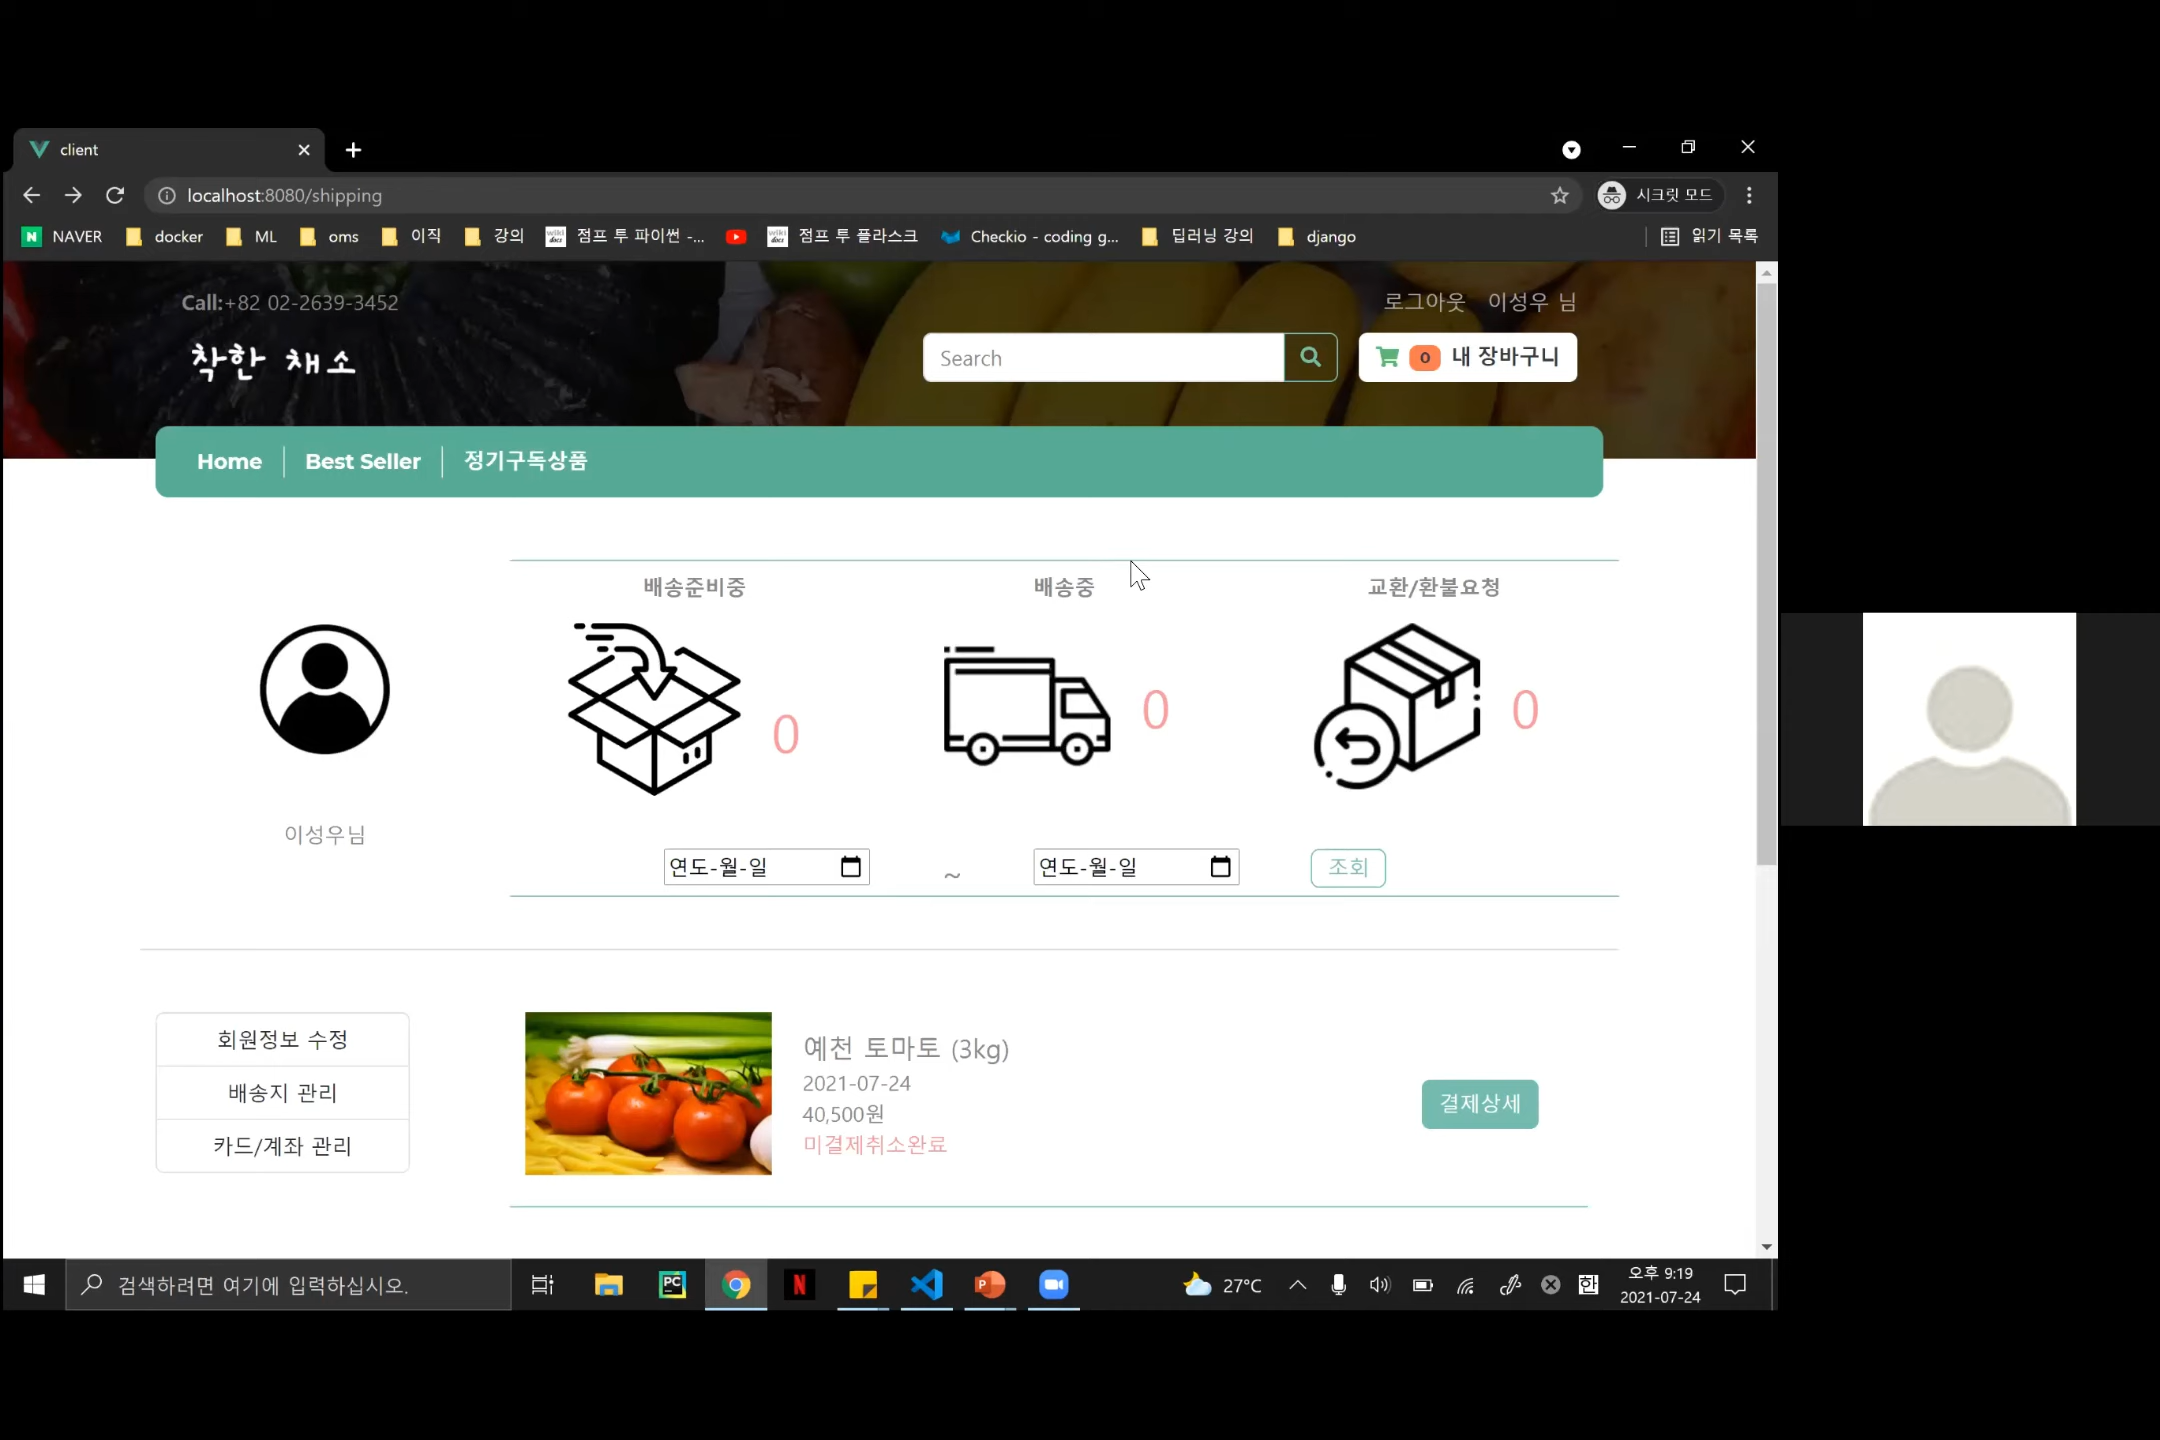 client
localhost:8080/shipping
시크릿 모드
NAVER docker ML oms 이직 강의 점프 투 파이썬 -... 점프 투 플라스크 Checkio - coding g... 딥러닝 강의 django 읽기 목록
Call:+82 02-2639-3452
로그아웃 이성우 님
착한 채소
Search
0 내 장바구니
Home Best Seller 정기구독상품
배송준비중 배송중 교환/환불요청
0 0 0
이성우님
연도-월-일 ~ 연도-월-일 조회
회원정보 수정
배송지 관리
카드/계좌 관리
예천 토마토 (3kg)
2021-07-24
40,500원
미결제취소완료
결제상세
검색하려면 여기에 입력하십시오.
27°C
한
오후 9:19
2021-07-24